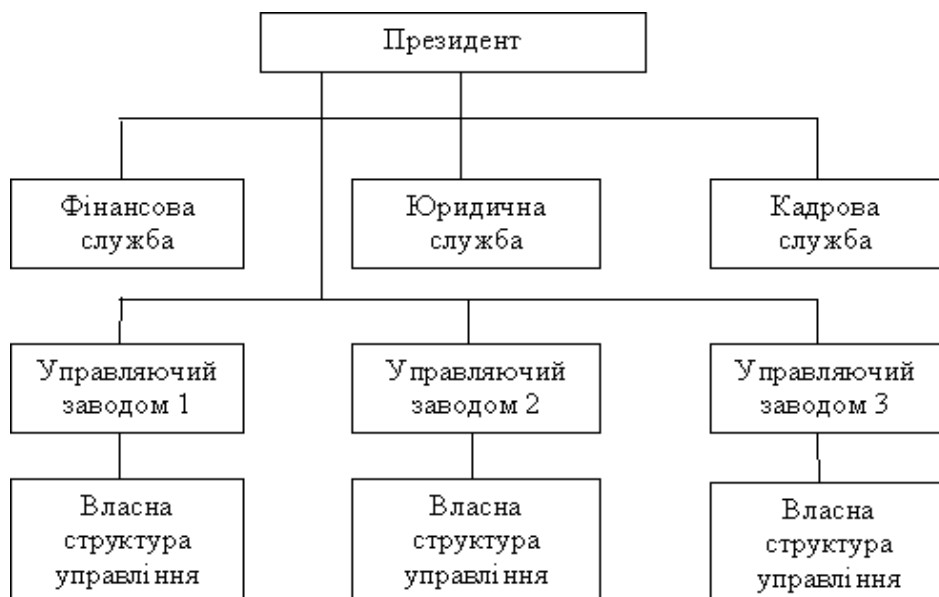 Президент
Фінансова
служба
Юридична
служба
Кадрова
служба
Управляючий
заводом 1
Управляючий
заводом 2
Управляючий
заводом 3
Власна
структура
управління
Власна
структура
управління
Власна
структура
управління